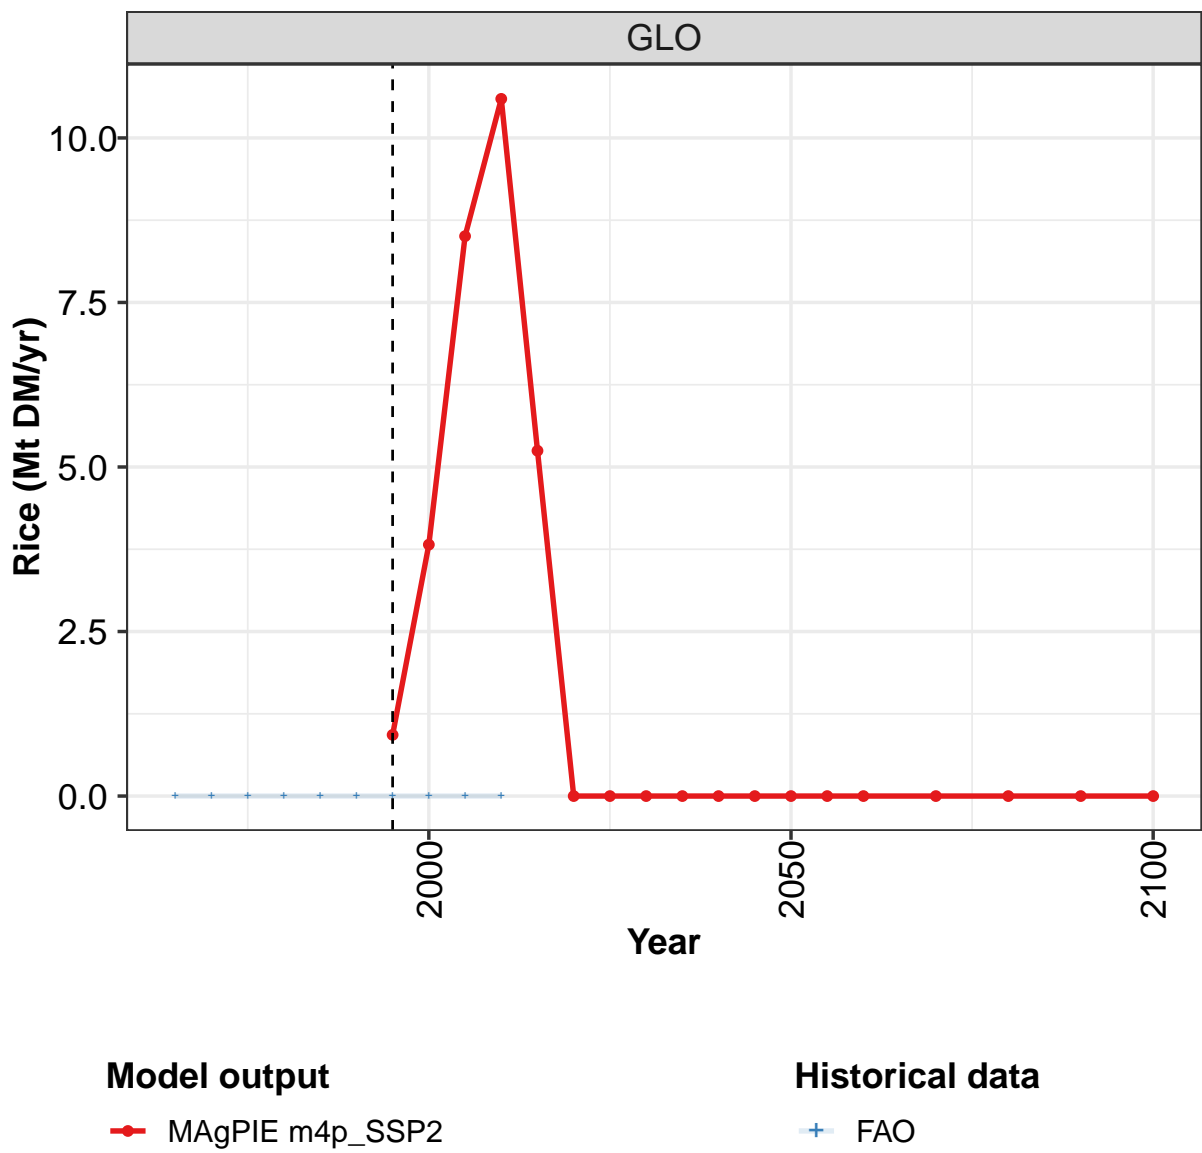 GLO
10.0
7.5
5.0
2.5
0.0
Rice (Mt DM/yr)
2000
2050
2100
Year
Model output
MAgPIE m4p_SSP2
Historical data
FAO